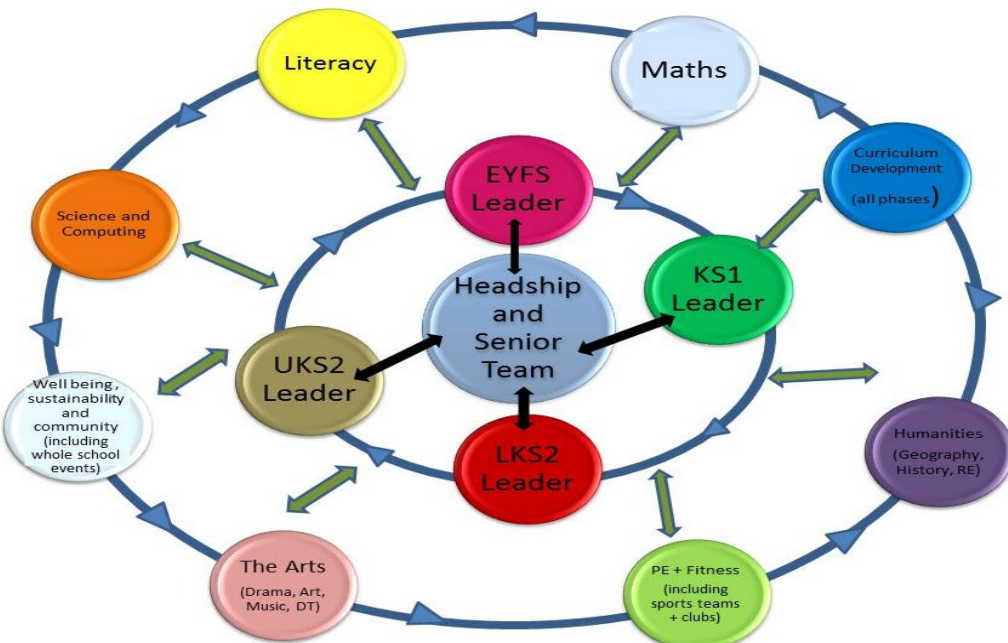 Literacy
Maths
EYFS
Leader
Curriculum
Development
(all phases)
Science and
Computing
Headship
and
Senior
Team
KS1
Leader
UKS2
Leader
Well being,
sustainability
and
community
(including
whole school
events)
LKS2
Leader
Humanities
(Geography,
History, RE)
The Arts
(Drama, Art,
Music, DT)
PE + Fitness
(including
sports teams
+ clubs)